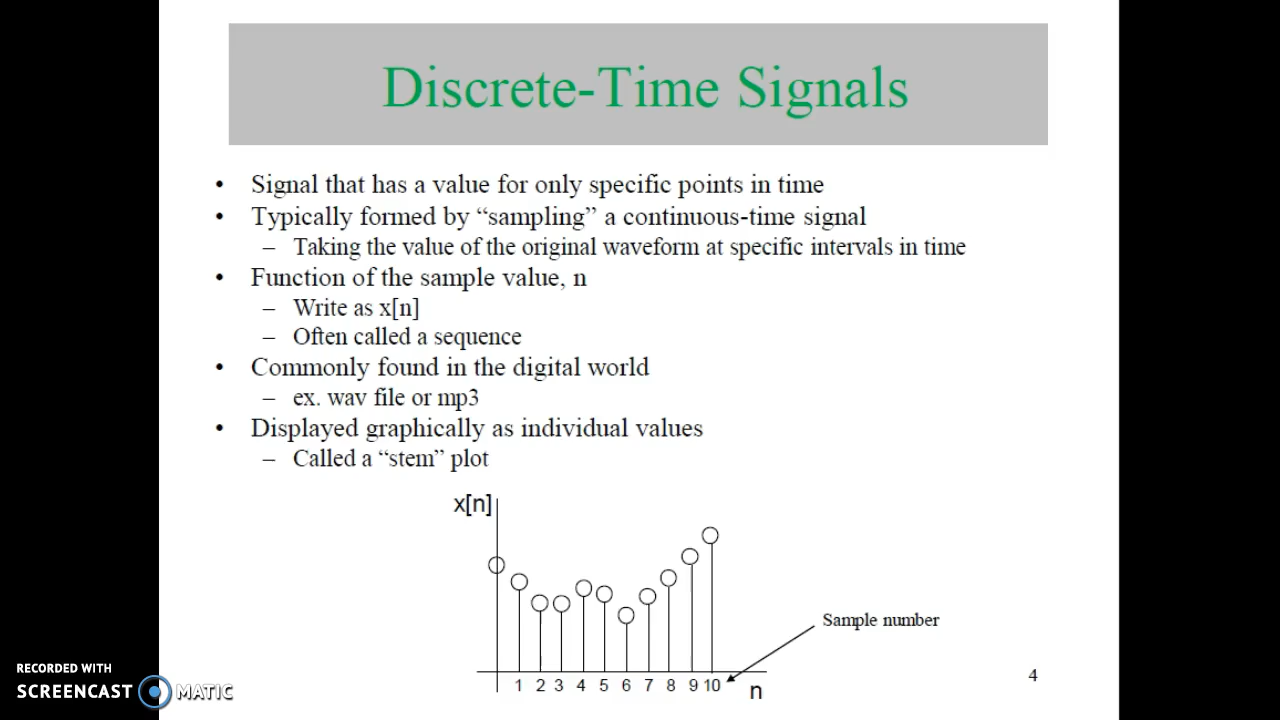 Discrete-Time Signals
• Signal that has a value for only specific points in time
• Typically formed by “sampling” a continuous-time signal
– Taking the value of the original waveform at specific intervals in time
• Function of the sample value, n
– Write as x[n]
– Often called a sequence
• Commonly found in the digital world
– ex. wav file or mp3
• Displayed graphically as individual values
– Called a “stem” plot
x[n]
Sample number
1 2 3 4 5 6 7 8 9 10
n
4
RECORDED WITH
SCREENCAST MATIC